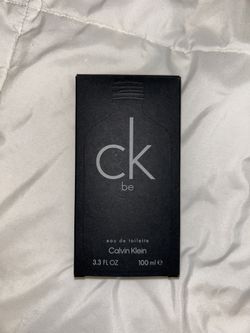 ck
be
eau de toilette
Calvin Klein
3.3 FL OZ 100 ml ℮